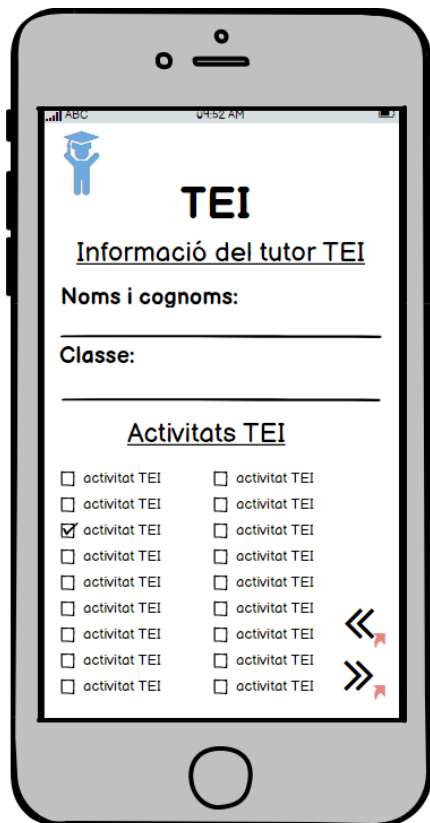 ABC 09:52 AM
TEI
Informació del tutor TEI
Noms i cognoms:
Classe:
Activitats TEI
activitat TEI activitat TEI
activitat TEI activitat TEI
activitat TEI activitat TEI
activitat TEI activitat TEI
activitat TEI activitat TEI
activitat TEI activitat TEI
activitat TEI activitat TEI
activitat TEI activitat TEI
activitat TEI activitat TEI